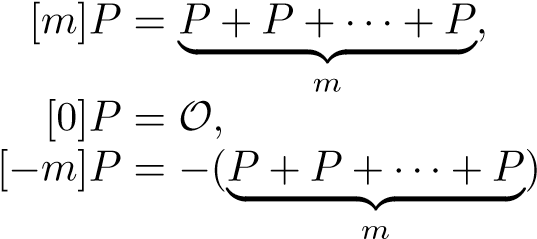 [m]P = P + P + ··· + P,
m
[0]P = 𝒪,
[−m]P = −(P + P + ··· + P)
m